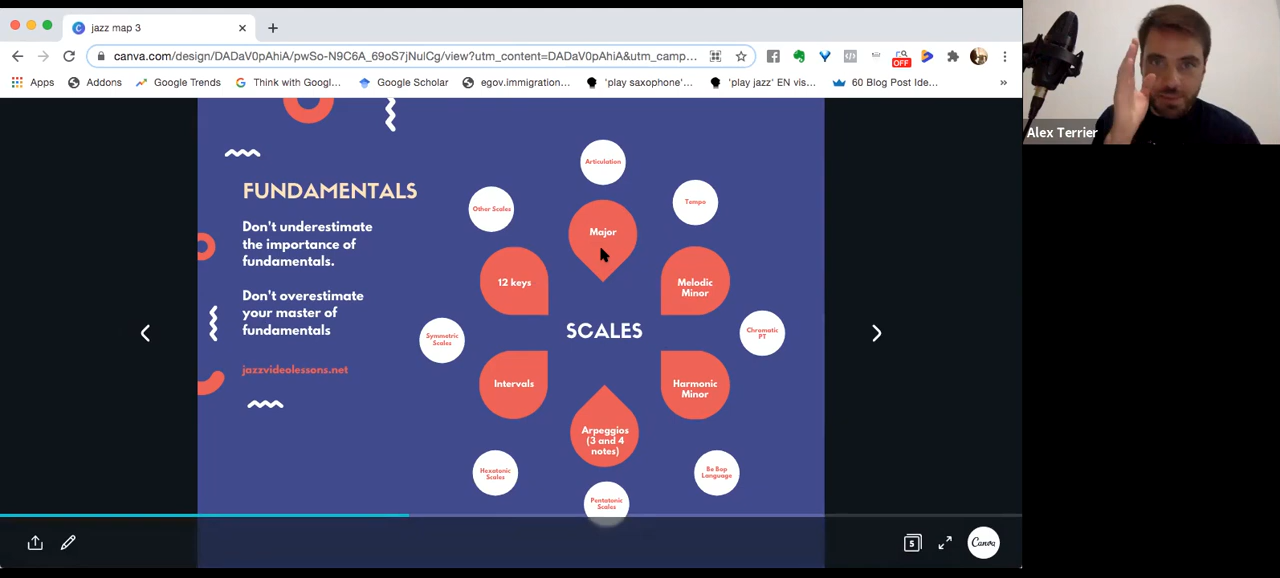 jazz map 3
canva.com/design/DADaV0pAhiA/pwSo-N9C6A_69oS7jNulCg/view?utm_content=DADaV0pAhiA&utm_camp...
OFF
Apps
Addons
Google Trends
Think with Googl...
Google Scholar
egov.immigration...
'play saxophone'...
'play jazz' EN vis...
60 Blog Post Ide...
»
Alex Terrier
FUNDAMENTALS
Don't underestimate
the importance of
fundamentals.
Don't overestimate
your master of
fundamentals
jazzvideolessons.net
Articulation
Other Scales
Tempo
Major
12 keys
Melodic
Minor
SCALES
Symmetric
Scales
Chromatic
PT
Intervals
Harmonic
Minor
Arpeggios
(3 and 4
notes)
Hexatonic
Scales
Be Bop
Language
Pentatonic
Scales
5
Canva